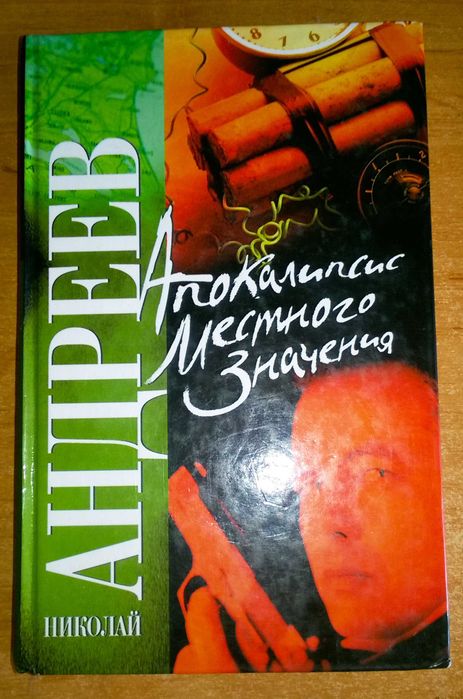 НИКОЛАЙ
АНДРЕЕВ
Апокалипсис
Местного
Значения